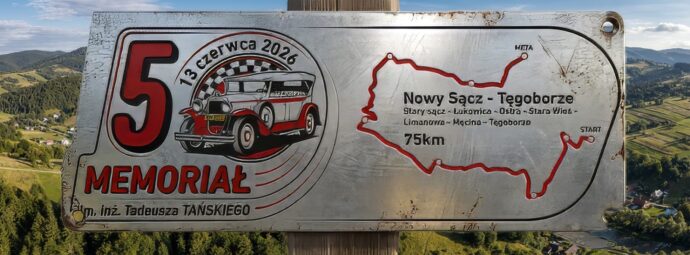 5
13 czerwca 2026
MEMORIAŁ
im. inż. Tadeusza TAŃSKIEGO
META
Nowy Sącz - Tęgoborze
Stary sącz - Łukowica - Ostra - Stara Wieś -
Limanowa - Męcina - Tęgoborze
75km
START